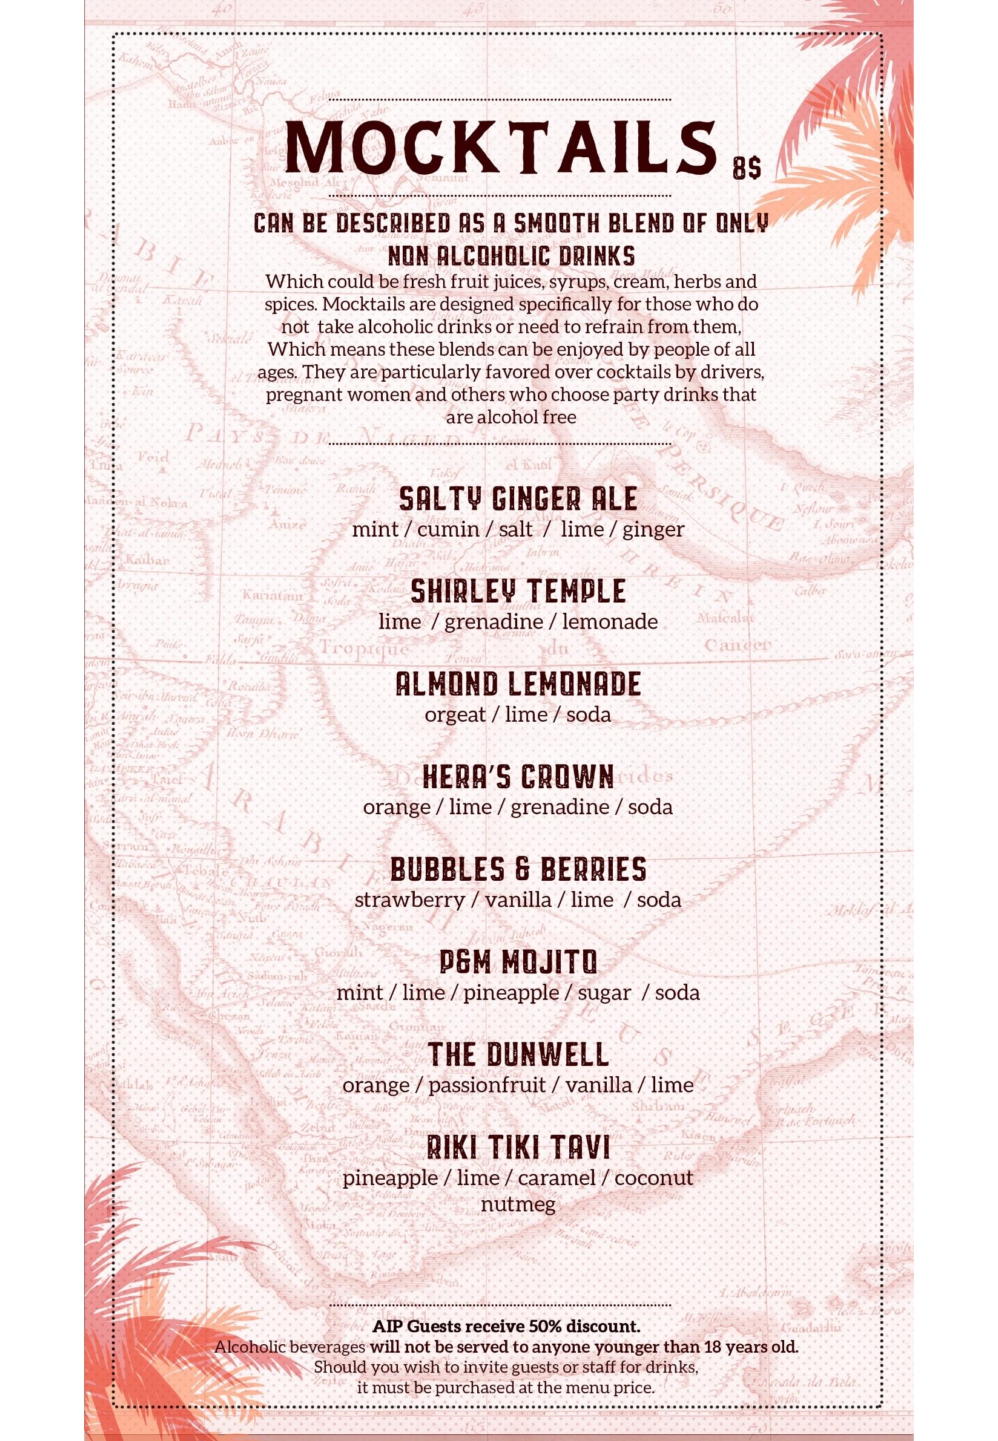 MOCKTAILS 8$
CAN BE DESCRIBED AS A SMOOTH BLEND OF ONLY
NON ALCOHOLIC DRINKS
Which could be fresh fruit juices, syrups, cream, herbs and
spices. Mocktails are designed specifically for those who do
not take alcoholic drinks or need to refrain from them,
Which means these blends can be enjoyed by people of all
ages. They are particularly favored over cocktails by drivers,
pregnant women and others who choose party drinks that
are alcohol free
SALTY GINGER ALE
mint / cumin / salt / lime / ginger
SHIRLEY TEMPLE
lime / grenadine / lemonade
ALMOND LEMONADE
orgeat / lime / soda
HERA'S CROWN
orange / lime / grenadine / soda
BUBBLES & BERRIES
strawberry / vanilla / lime / soda
P&M MOJITO
mint / lime / pineapple / sugar / soda
THE DUNWELL
orange / passionfruit / vanilla / lime
RIKI TIKI TAVI
pineapple / lime / caramel / coconut
nutmeg
AIP Guests receive 50% discount.
Alcoholic beverages will not be served to anyone younger than 18 years old.
Should you wish to invite guests or staff for drinks,
it must be purchased at the menu price.